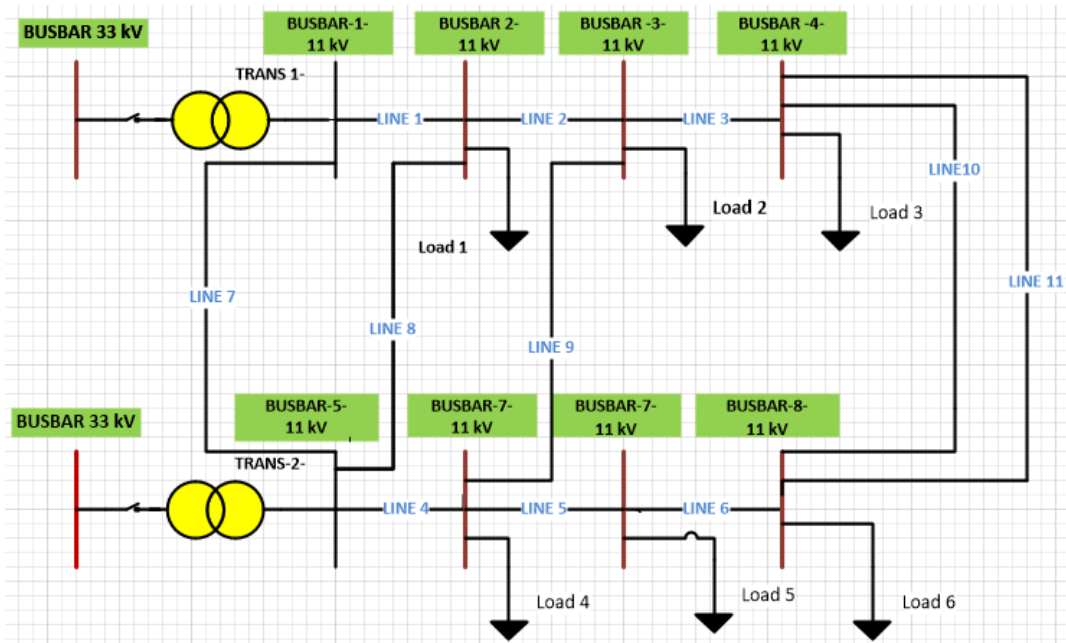 BUSBAR 33 kV
BUSBAR-1-
11 kV
BUSBAR 2-
11 kV
BUSBAR -3-
11 kV
BUSBAR -4-
11 kV
TRANS 1-
LINE 1
LINE 2
LINE 3
LINE10
Load 1
Load 2
Load 3
LINE 7
LINE 8
LINE 9
LINE 11
BUSBAR 33 kV
BUSBAR-5-
11 kV
BUSBAR-7-
11 kV
BUSBAR-7-
11 kV
BUSBAR-8-
11 kV
TRANS-2-
LINE 4
LINE 5
LINE 6
Load 4
Load 5
Load 6